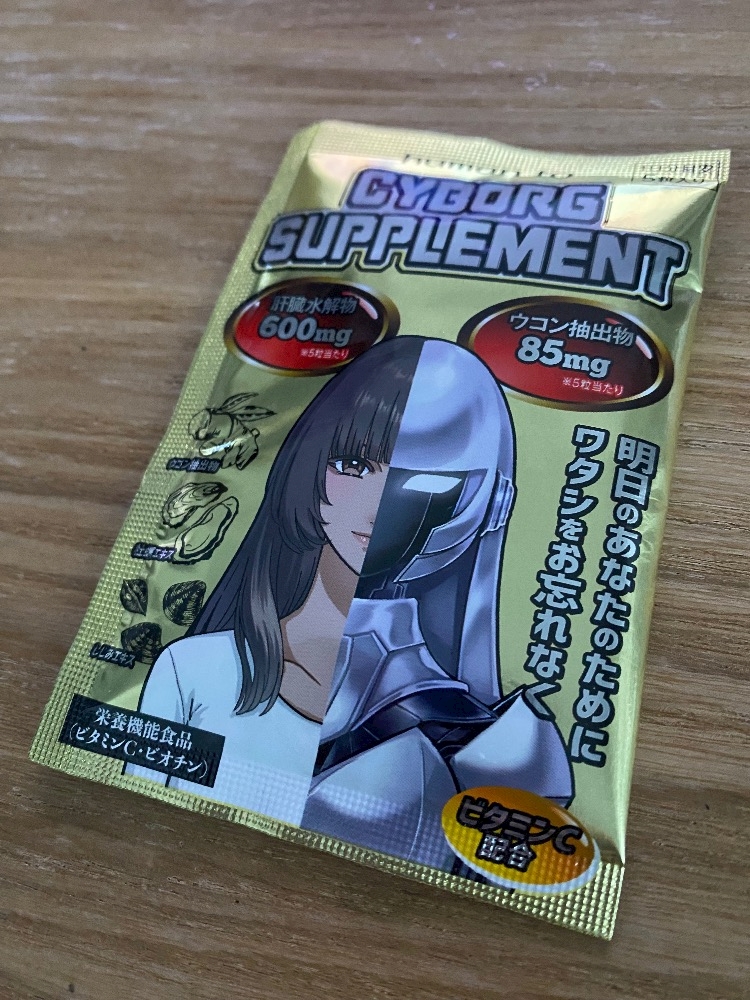 CYBORG
SUPPLEMENT
肝臓水解物
600mg
※5粒当たり
ウコン抽出物
85mg
※5粒当たり
明日のあなたのために
ワタシをお忘れなく
ウコン抽出物
エキス
しじみエキス
栄養機能食品
(ビタミンC・ビオチン)
ビタミンC
配合